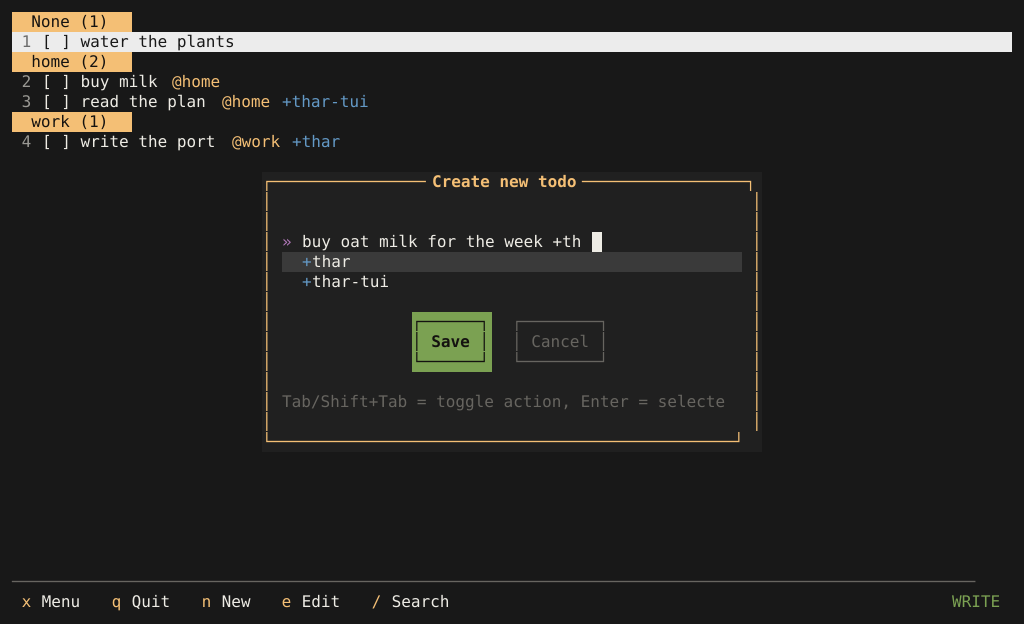 None (1)
1 [ ] water the plants
home (2)
2 [ ] buy milk @home
3 [ ] read the plan @home +thar-tui
work (1)
4 [ ] write the port @work +thar
Create new todo
» buy oat milk for the week +th
+thar
+thar-tui
Save Cancel
Tab/Shift+Tab = toggle action, Enter = selecte
x Menu q Quit n New e Edit / Search WRITE